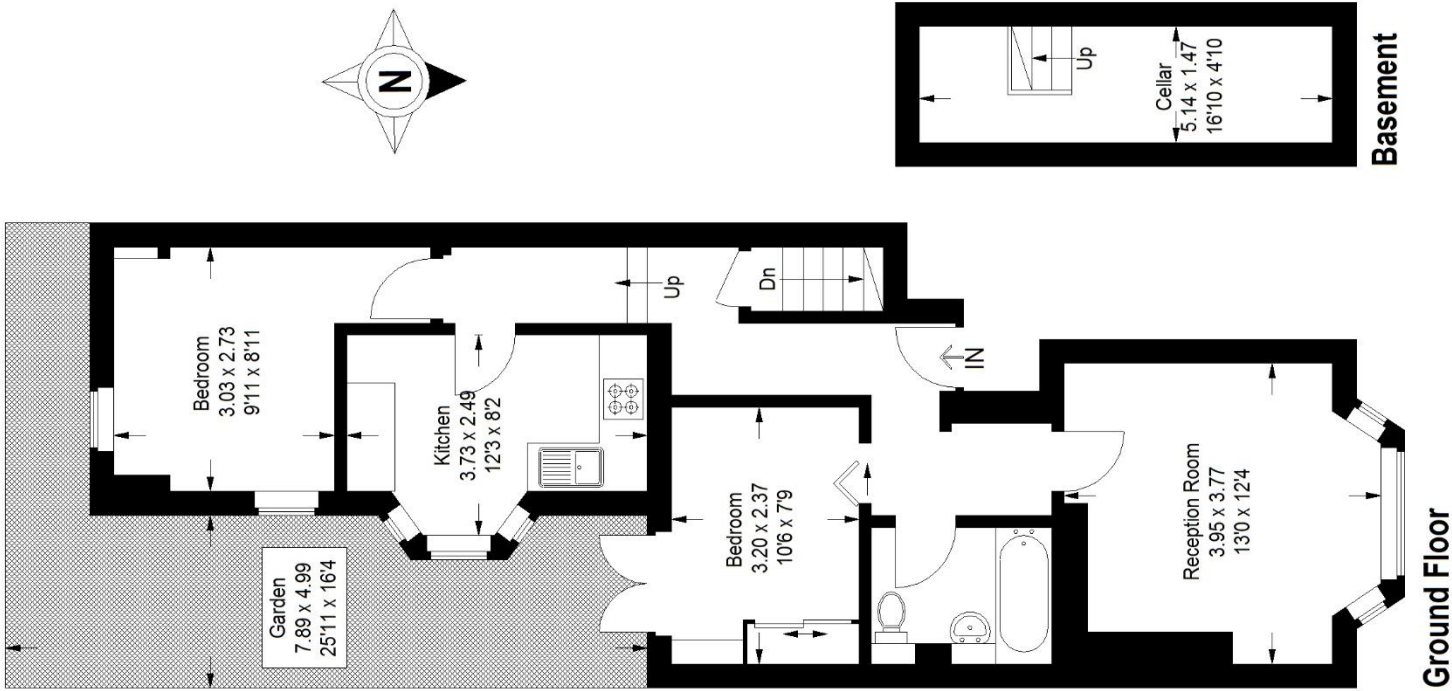 N
Up
Cellar
5.14 x 1.47
16'10 x 4'10
Basement
Bedroom
3.03 x 2.73
9'11 x 8'11
Up
Dn
Kitchen
3.73 x 2.49
12'3 x 8'2
IN
Garden
7.89 x 4.99
25'11 x 16'4
Bedroom
3.20 x 2.37
10'6 x 7'9
Reception Room
3.95 x 3.77
13'0 x 12'4
Ground Floor